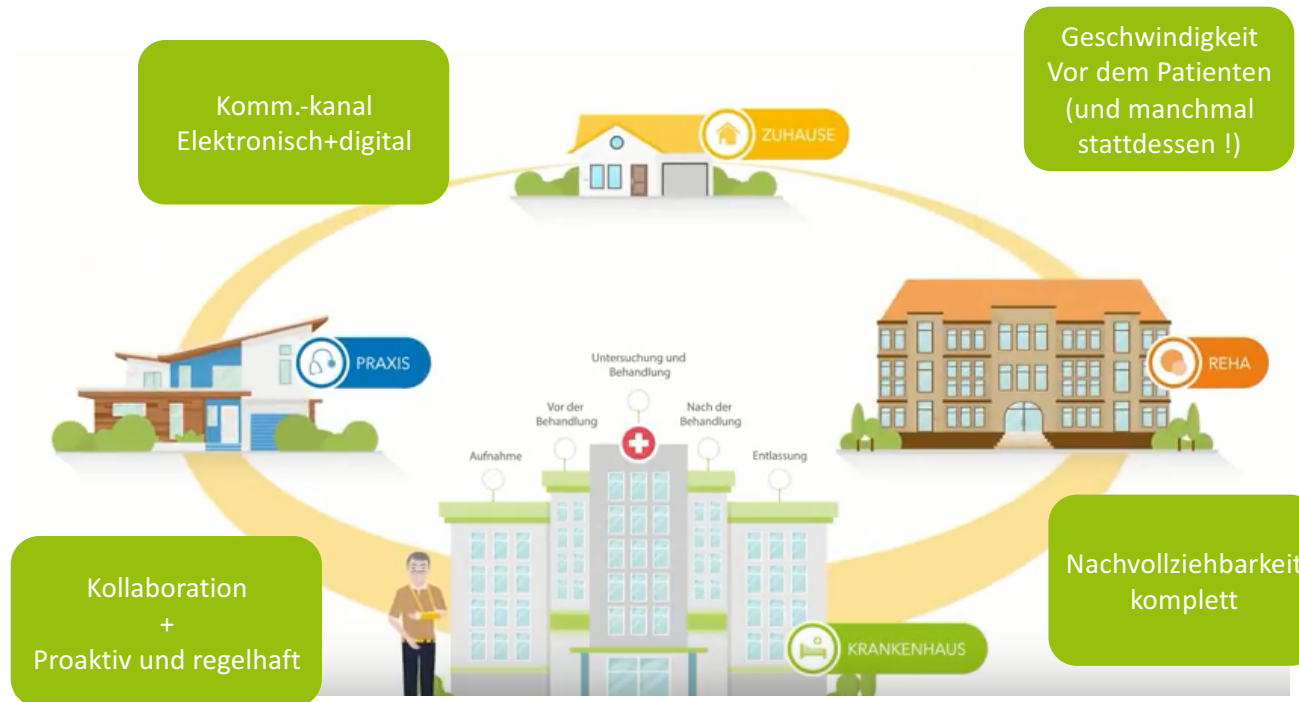 Komm.-kanal
Elektronisch+digital
Geschwindigkeit
Vor dem Patienten
(und manchmal
stattdessen !)
ZUHAUSE
PRAXIS
REHA
Untersuchung und
Behandlung
Vor der
Behandlung
Nach der
Behandlung
Aufnahme
Entlassung
Kollaboration
+
Proaktiv und regelhaft
Nachvollziehbarkeit
komplett
KRANKENHAUS